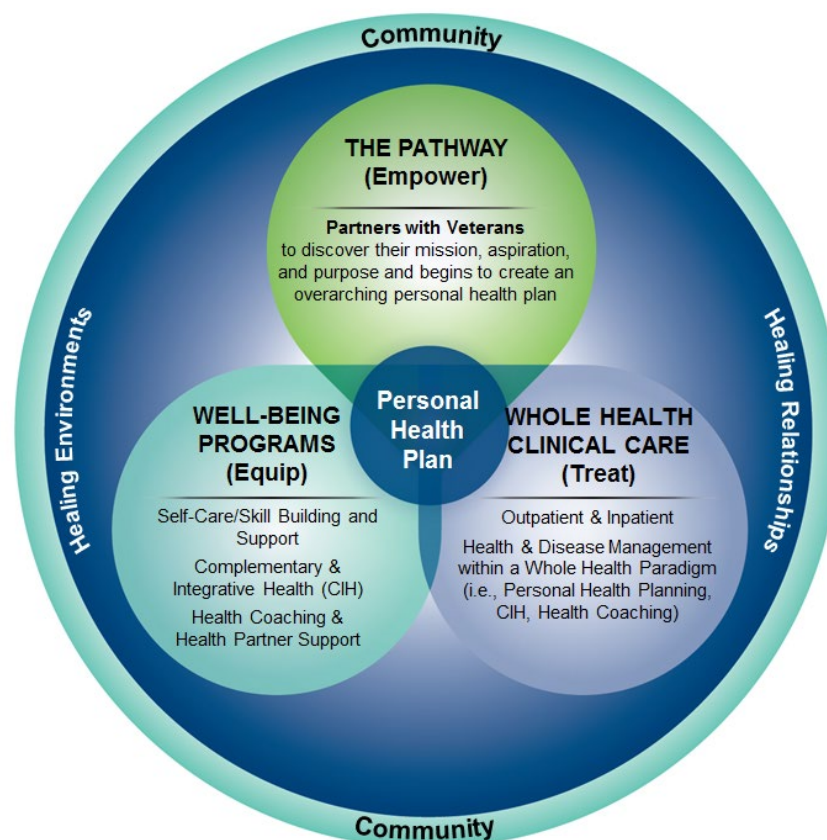 Community
THE PATHWAY
(Empower)
Partners with Veterans
to discover their mission, aspiration,
and purpose and begins to create an
overarching personal health plan
Healing Environments
Healing Relationships
Personal
Health
Plan
WELL-BEING
PROGRAMS
(Equip)
Self-Care/Skill Building and
Support
Complementary &
Integrative Health (CIH)
Health Coaching &
Health Partner Support
WHOLE HEALTH
CLINICAL CARE
(Treat)
Outpatient & Inpatient
Health & Disease Management
within a Whole Health Paradigm
(i.e., Personal Health Planning,
CIH, Health Coaching)
Community